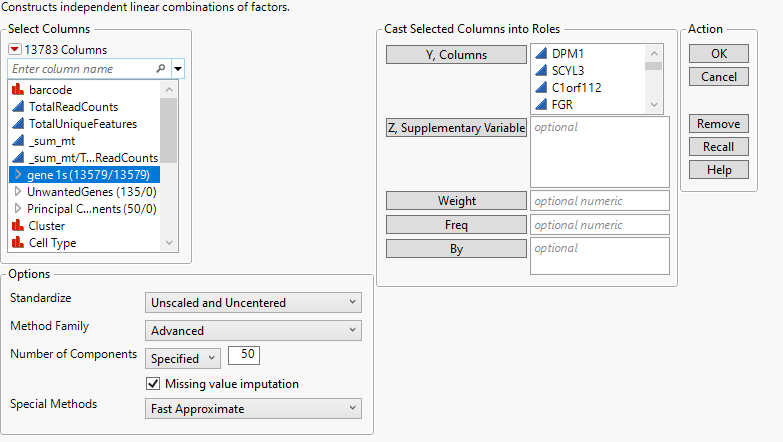 Constructs independent linear combinations of factors.
Select Columns
13783 Columns
Enter column name
barcode
TotalReadCounts
TotalUniqueFeatures
_sum_mt
_sum_mt/T...ReadCounts
gene 1s (13579/13579)
UnwantedGenes (135/0)
Principal C...nents (50/0)
Cluster
Cell Type
Cast Selected Columns into Roles
Y, Columns
DPM1
SCYL3
C1orf112
FGR
Z, Supplementary Variable
optional
Weight
optional numeric
Freq
optional numeric
By
optional
Action
OK
Cancel
Remove
Recall
Help
Options
Standardize
Unscaled and Uncentered
Method Family
Advanced
Number of Components
Specified
50
Missing value imputation
Special Methods
Fast Approximate